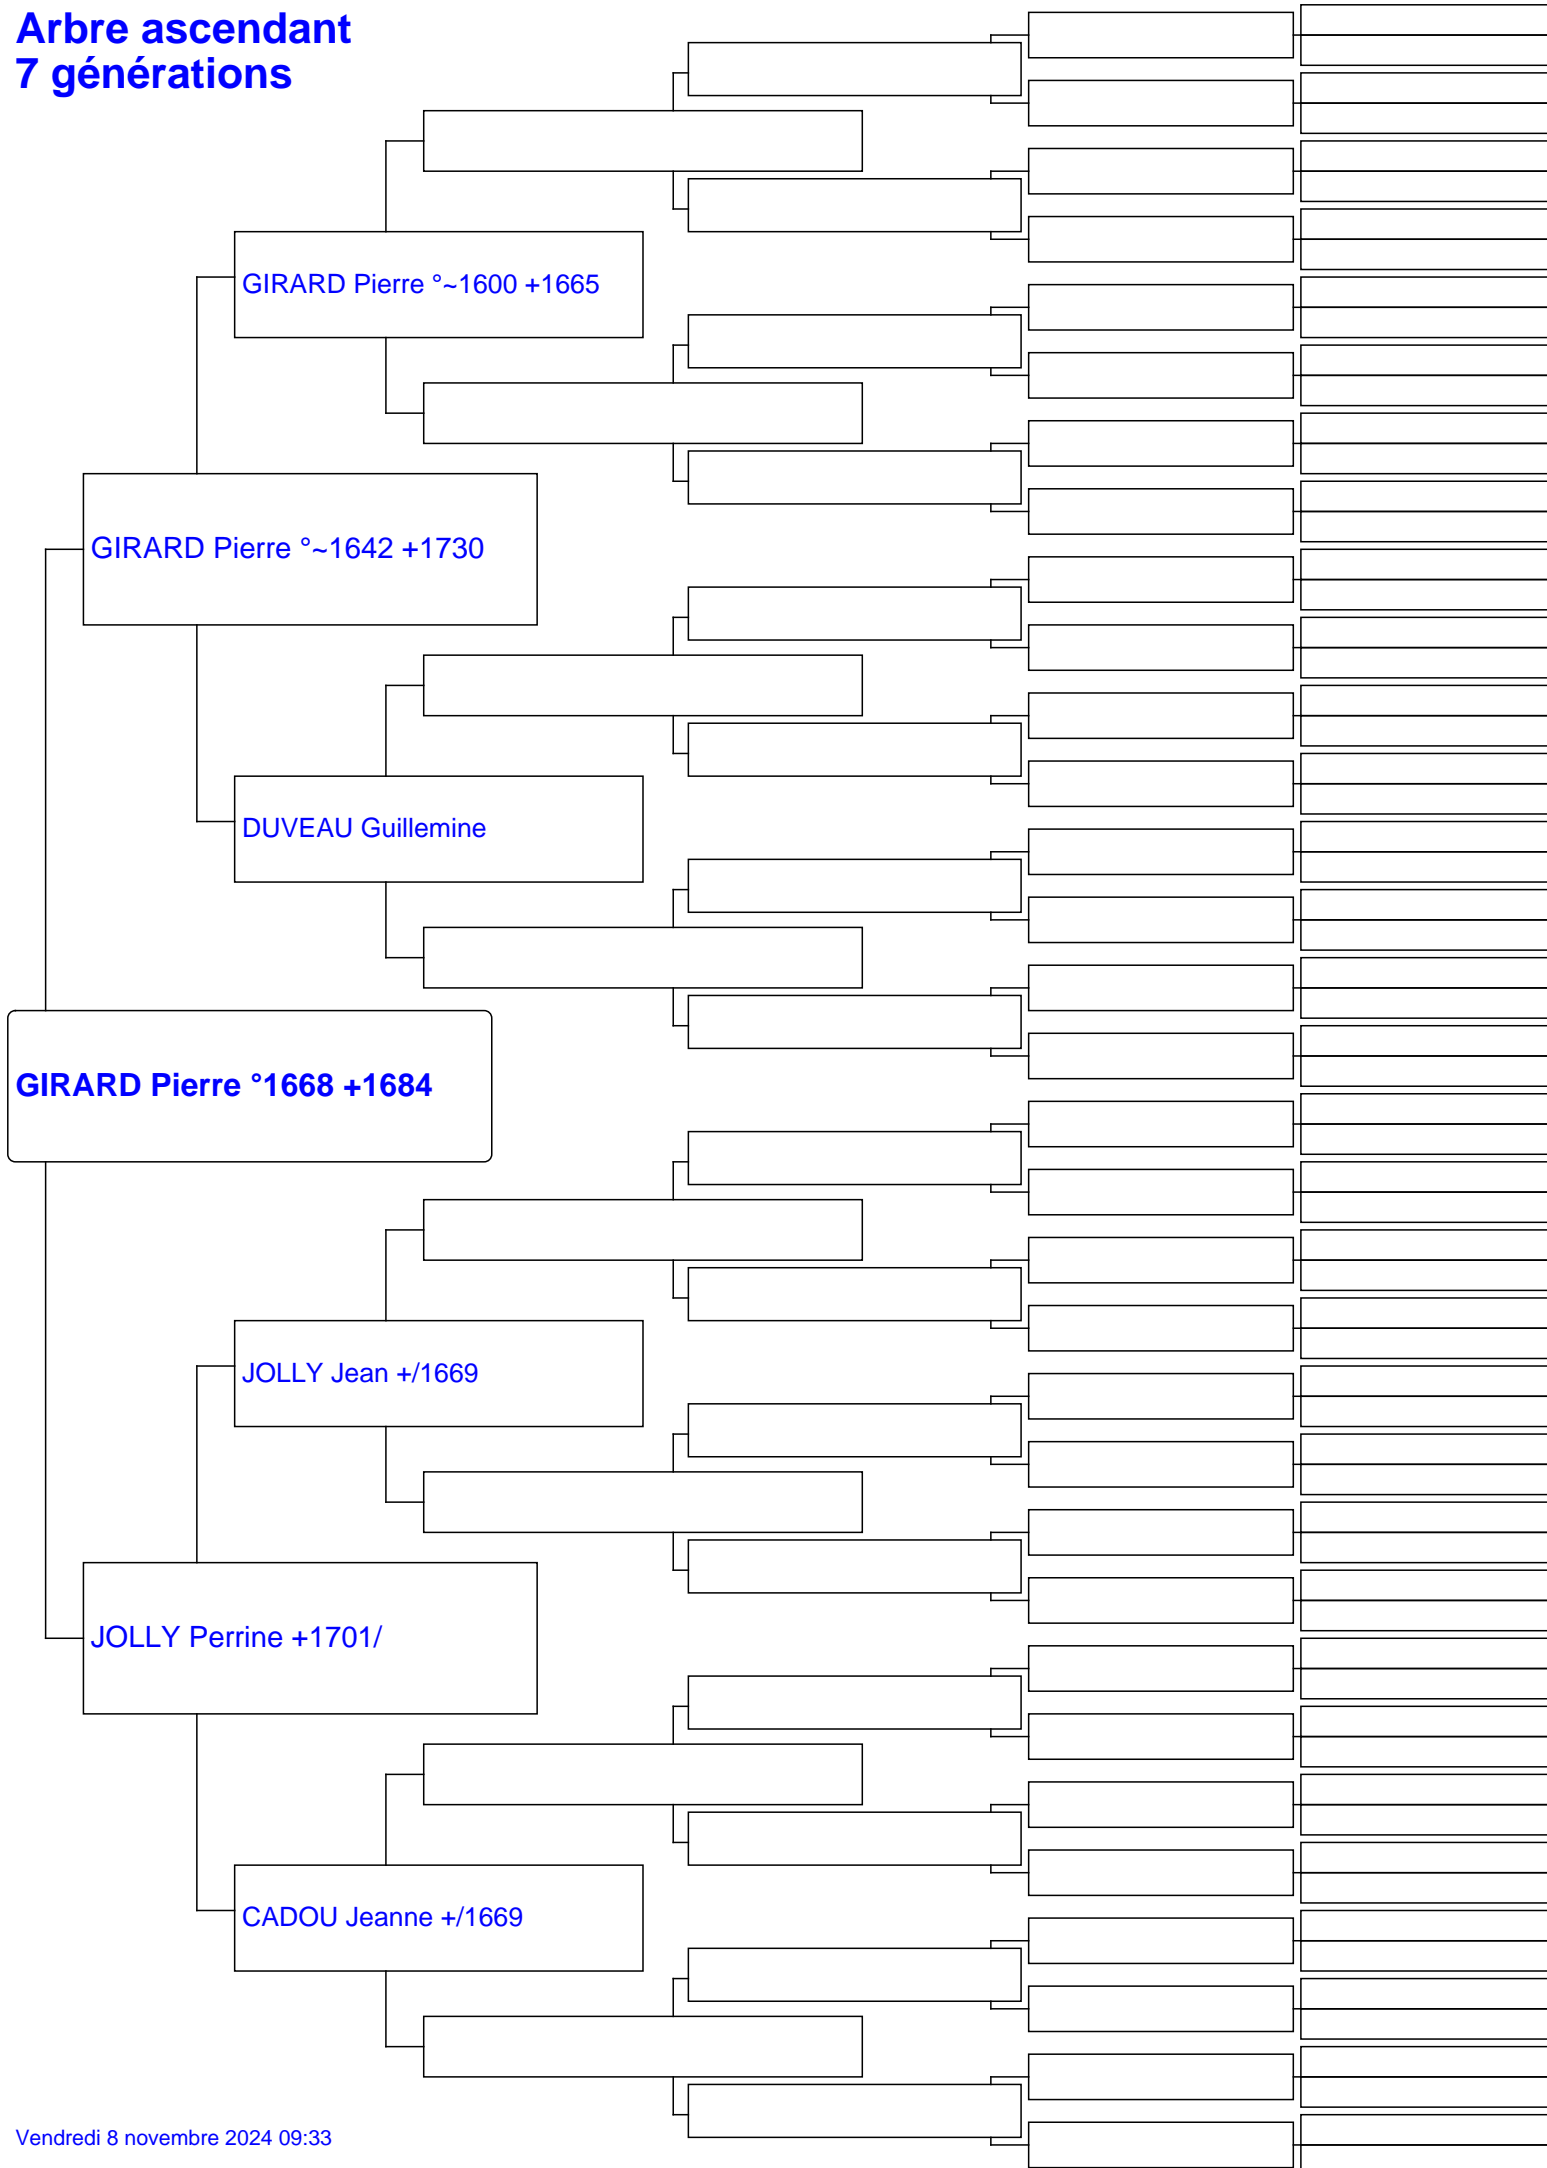 Arbre ascendant
7 générations
GIRARD Pierre °~1600 +1665
GIRARD Pierre °~1642 +1730
DUVEAU Guillemine
GIRARD Pierre °1668 +1684
JOLLY Jean +/1669
JOLLY Perrine +1701/
CADOU Jeanne +/1669
Vendredi 8 novembre 2024 09:33